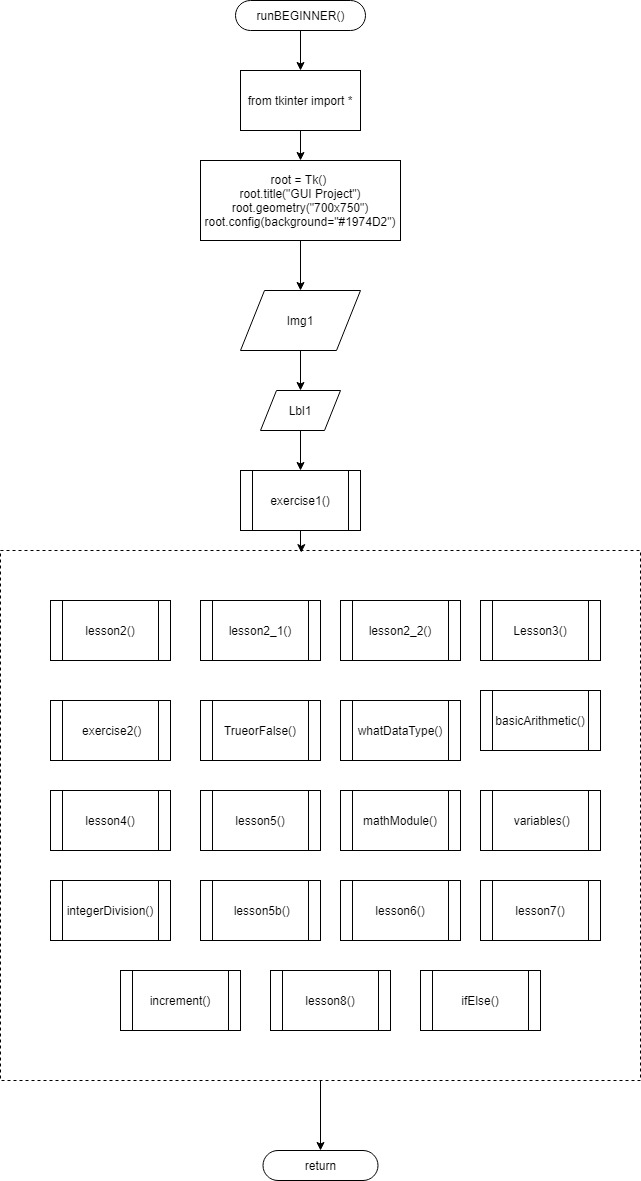 runBEGINNER()
from tkinter import *
root = Tk()
root.title("GUI Project")
root.geometry("700x750")
root.config(background="#1974D2")
Img1
Lbl1
exercise1()
lesson2()
lesson2_1()
lesson2_2()
Lesson3()
exercise2()
TrueorFalse()
whatDataType()
basicArithmetic()
lesson4()
lesson5()
mathModule()
variables()
integerDivision()
lesson5b()
lesson6()
lesson7()
increment()
lesson8()
ifElse()
return